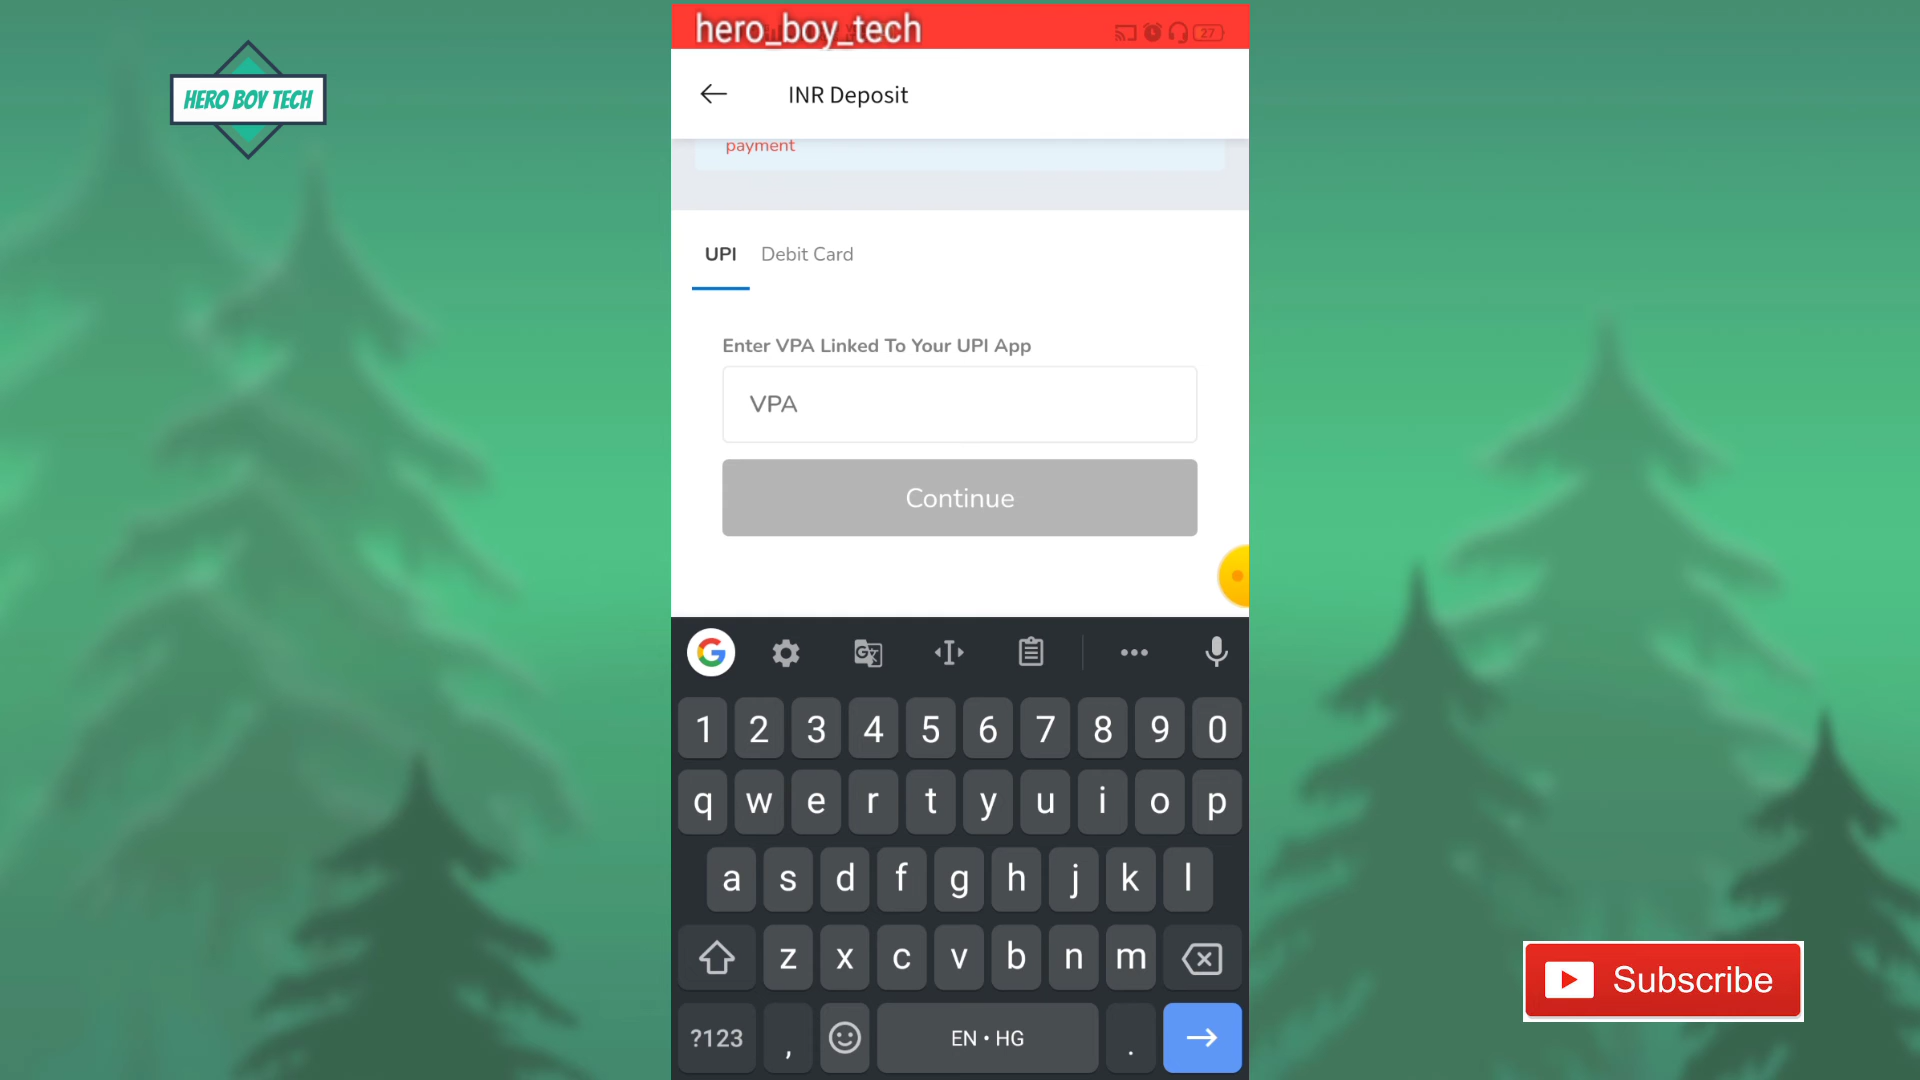 hero_boy_tech
27
HERO BOY TECH
INR Deposit
payment
UPI
Debit Card
Enter VPA Linked To Your UPI App
VPA
Continue
1 2 3 4 5 6 7 8 9 0
q w e r t y u i o p
a s d f g h j k l
z x c v b n m
?123 , EN • HG .
Subscribe